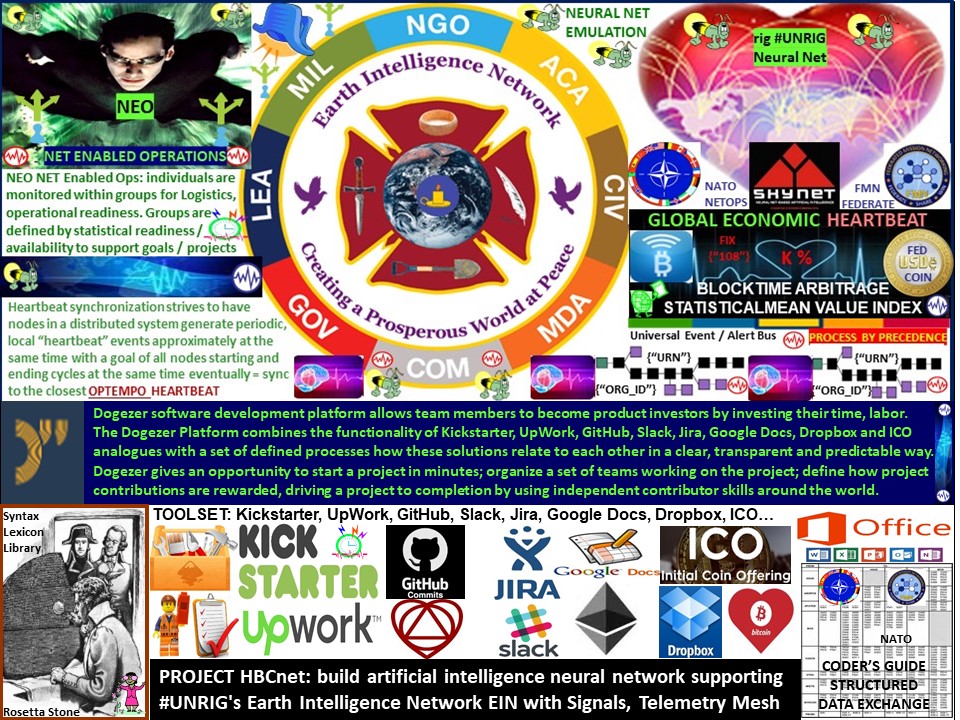 NEO
NET ENABLED OPERATIONS
NEO NET Enabled Ops: individuals are
monitored within groups for Logistics,
operational readiness. Groups are
defined by statistical readiness /
availability to support goals / projects
Heartbeat synchronization strives to have
nodes in a distributed system generate periodic,
local “heartbeat” events approximately at the
same time with a goal of all nodes starting and
ending cycles at the same time eventually = sync
to the closest OPTEMPO HEARTBEAT
NGO
ACA
CIV
MDA
COM
GOV
LEA
MIL
Earth Intelligence Network
Creating a Prosperous World at Peace
NEURAL NET
EMULATION
rig #UNRIG
Neural Net
NATO
NETOPS
SKYNET
NEURAL NET-BASED ARTIFICIAL INTELLIGENCE
FMN
FEDERATE
FMN
GLOBAL ECONOMIC HEARTBEAT
FIX
{“108”}
K %
FED
USD¢
COIN
BLOCKTIME ARBITRAGE
STATISTICALMEAN VALUE INDEX
Universal Event / Alert Bus
PROCESS BY PRECEDENCE
{“URN”}
{“ORG_ID”}
{“URN”}
{“ORG_ID”}
Dogezer software development platform allows team members to become product investors by investing their time, labor.
The Dogezer Platform combines the functionality of Kickstarter, UpWork, GitHub, Slack, Jira, Google Docs, Dropbox and ICO
analogues with a set of defined processes how these solutions relate to each other in a clear, transparent and predictable way.
Dogezer gives an opportunity to start a project in minutes; organize a set of teams working on the project; define how project
contributions are rewarded, driving a project to completion by using independent contributor skills around the world.
Syntax
Lexicon
Library
Rosetta Stone
TOOLSET: Kickstarter, UpWork, GitHub, Slack, Jira, Google Docs, Dropbox, ICO…
KICK
STARTER
upwork™
GitHub
Commits
JIRA
slack
Google Docs
ICO
Initial Coin Offering
Dropbox
bitcoin
PROJECT HBCnet: build artificial intelligence neural network supporting
#UNRIG's Earth Intelligence Network EIN with Signals, Telemetry Mesh
Office
W
X
P
O
N
NATO
CODER’S GUIDE
STRUCTURED
DATA EXCHANGE